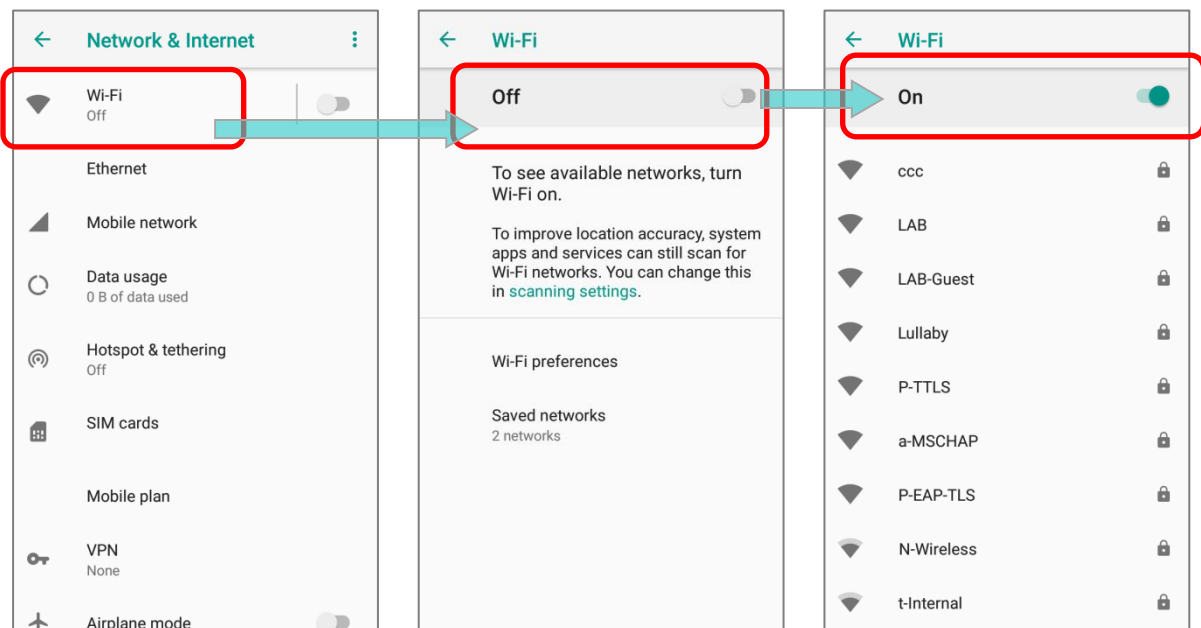 Network & Internet
Wi-Fi
Off
Ethernet
Mobile network
Data usage
0 B of data used
Hotspot & tethering
Off
SIM cards
Mobile plan
VPN
None
Airplane mode
Wi-Fi
Off
To see available networks, turn
Wi-Fi on.
To improve location accuracy, system
apps and services can still scan for
Wi-Fi networks. You can change this
in scanning settings.
Wi-Fi preferences
Saved networks
2 networks
Wi-Fi
On
ccc
LAB
LAB-Guest
Lullaby
P-TTLS
a-MSCHAP
P-EAP-TLS
N-Wireless
t-Internal